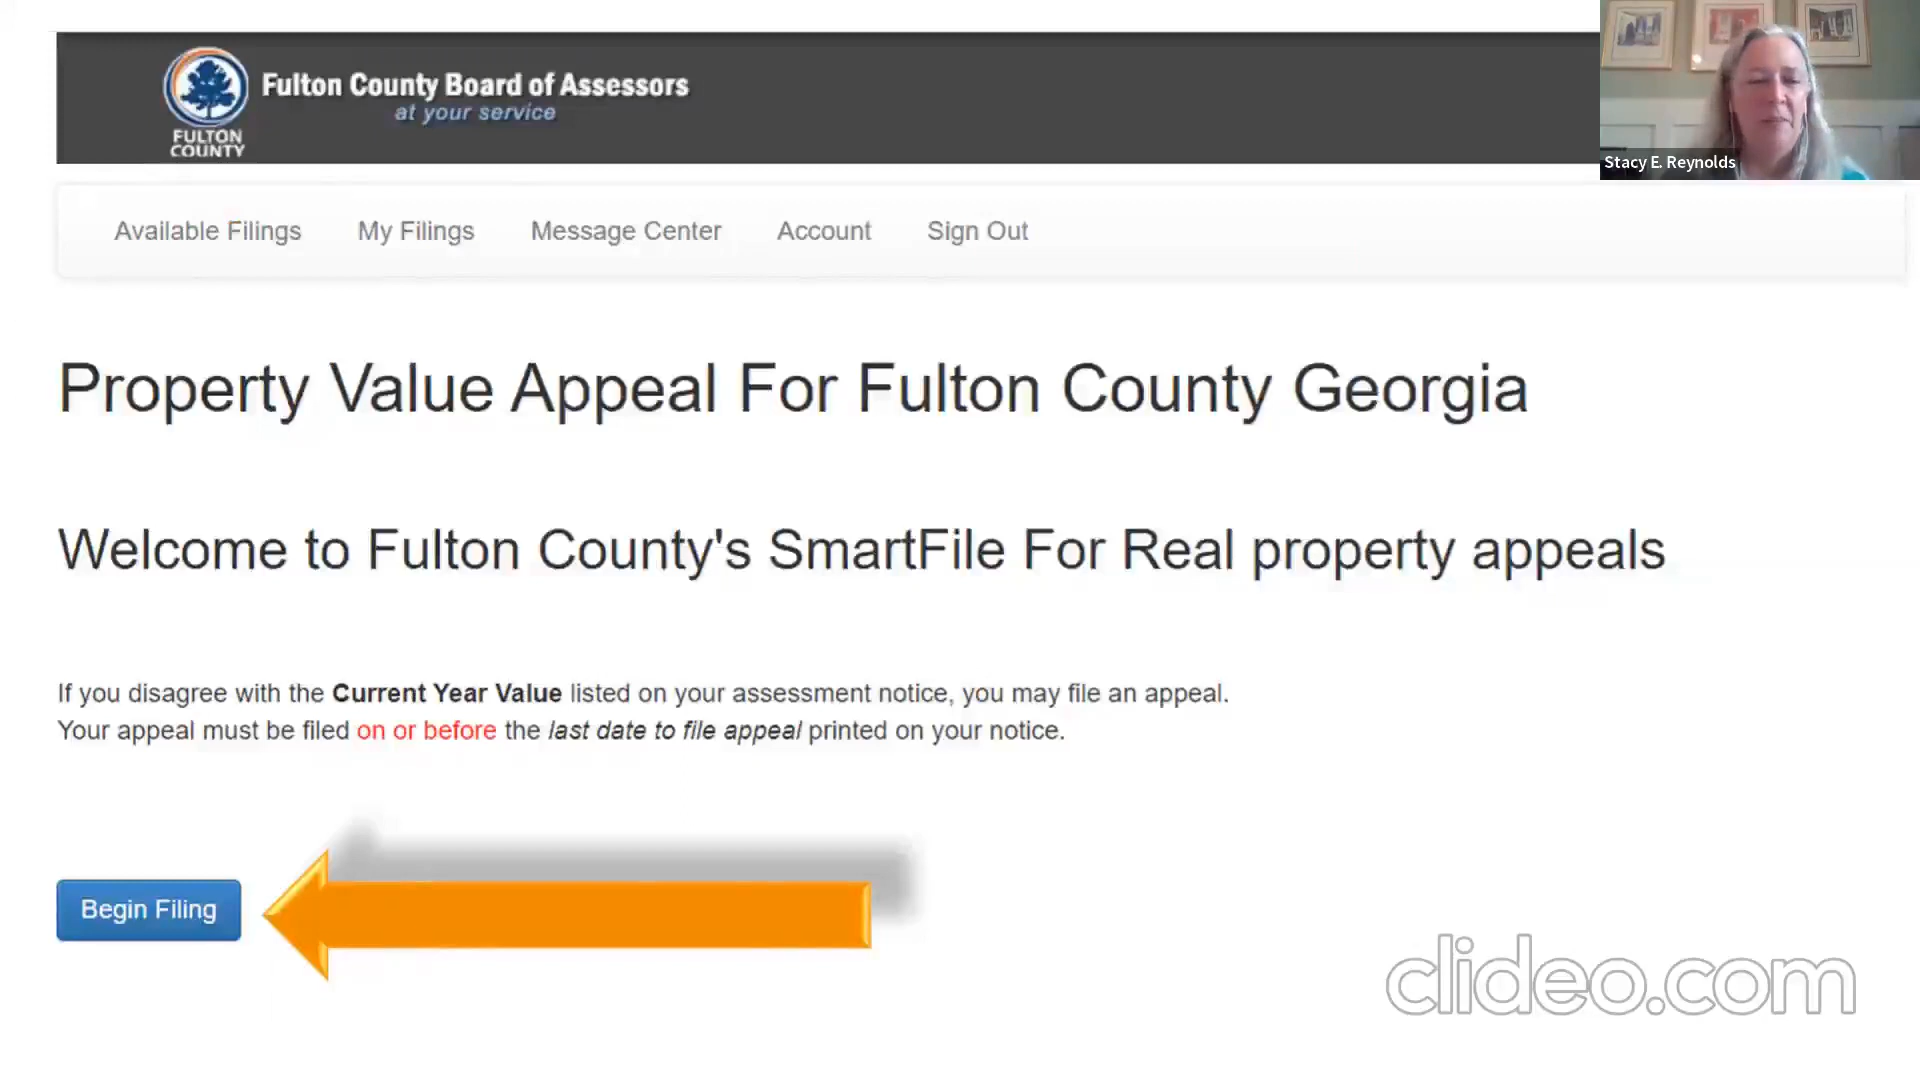 Fulton County Board of Assessors
at your service
FULTON
COUNTY
Stacy E. Reynolds
Available Filings My Filings Message Center Account Sign Out
Property Value Appeal For Fulton County Georgia
Welcome to Fulton County's SmartFile For Real property appeals
If you disagree with the Current Year Value listed on your assessment notice, you may file an appeal.
Your appeal must be filed on or before the last date to file appeal printed on your notice.
Begin Filing
clideo.com